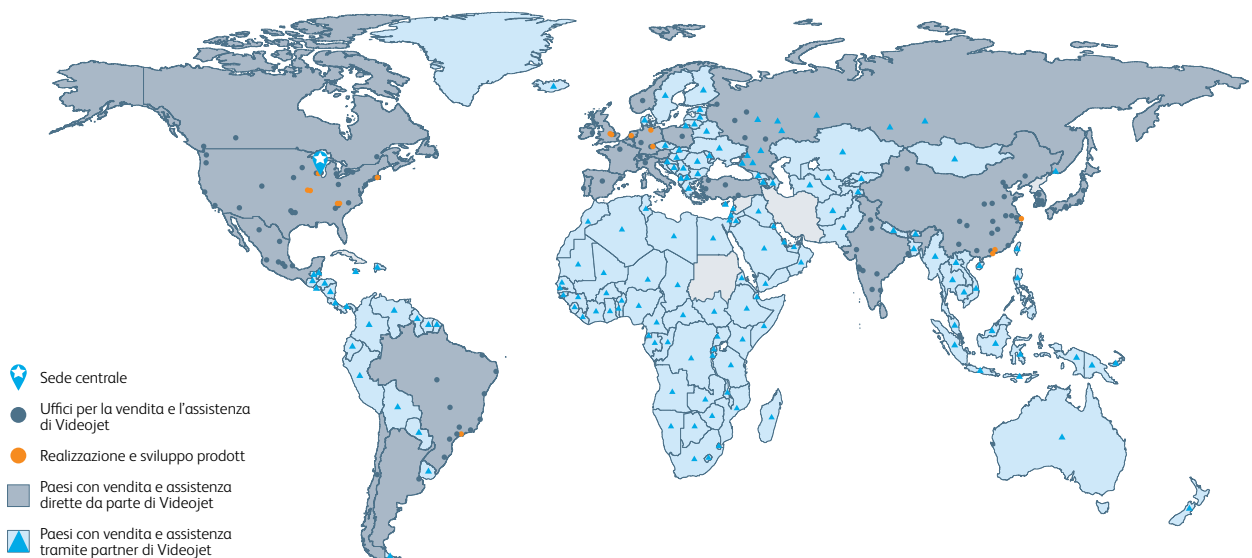 Sede centrale
Uffici per la vendita e l'assistenza
di Videojet
Realizzazione e sviluppo prodott
Paesi con vendita e assistenza
dirette da parte di Videojet
Paesi con vendita e assistenza
tramite partner di Videojet